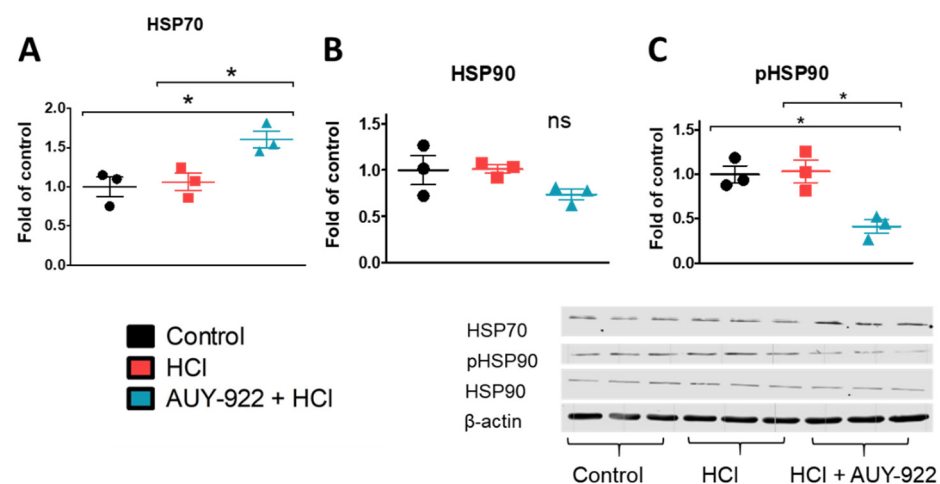 HSP70
A
B
C
HSP90
pHSP90
*
*
ns
*
*
Fold of control
2.0
1.5
1.0
0.5
0.0
Fold of control
1.5
1.0
0.5
0.0
Fold of control
1.5
1.0
0.5
0.0
Control
HCl
AUY-922 + HCl
HSP70
pHSP90
HSP90
β-actin
Control
HCl
HCl + AUY-922